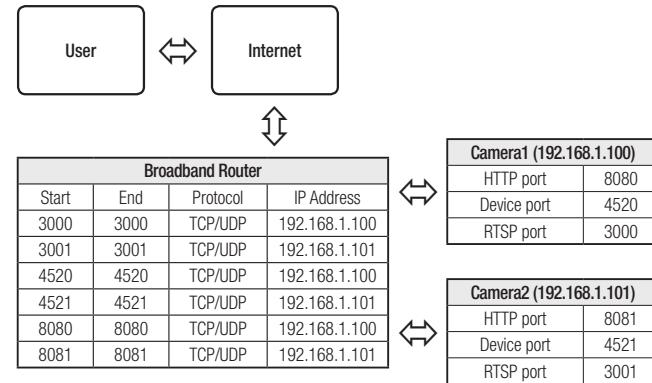 User
Internet
Broadband Router
Start End Protocol IP Address
3000 3000 TCP/UDP 192.168.1.100
3001 3001 TCP/UDP 192.168.1.101
4520 4520 TCP/UDP 192.168.1.100
4521 4521 TCP/UDP 192.168.1.101
8080 8080 TCP/UDP 192.168.1.100
8081 8081 TCP/UDP 192.168.1.101
Camera1 (192.168.1.100)
HTTP port 8080
Device port 4520
RTSP port 3000
Camera2 (192.168.1.101)
HTTP port 8081
Device port 4521
RTSP port 3001